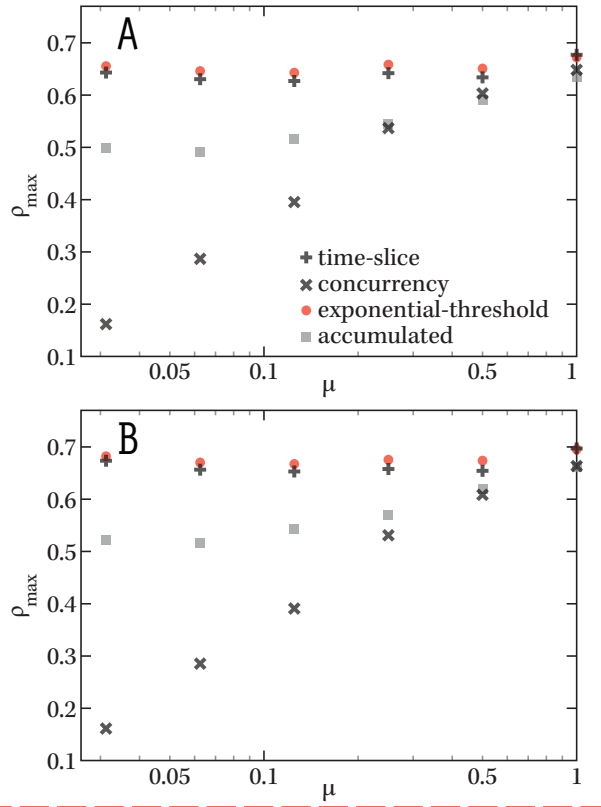 A
0.7
0.6
0.5
0.4
0.3
0.2
0.1
ρmax
time-slice
concurrency
exponential-threshold
accumulated
0.05 0.1 0.5 1
μ
B
0.7
0.6
0.5
0.4
0.3
0.2
0.1
ρmax
0.05 0.1 0.5 1
μ